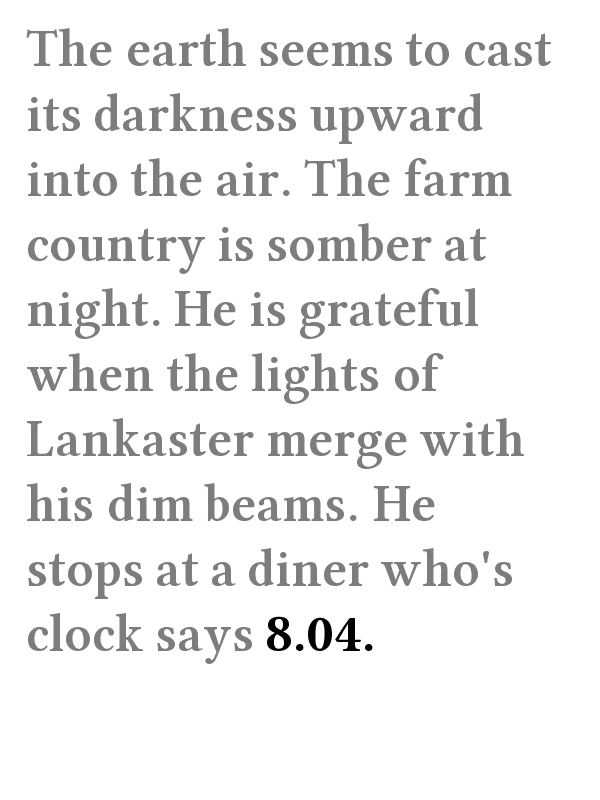 The earth seems to cast
its darkness upward
into the air. The farm
country is somber at
night. He is grateful
when the lights of
Lankaster merge with
his dim beams. He
stops at a diner who's
clock says 8.04.